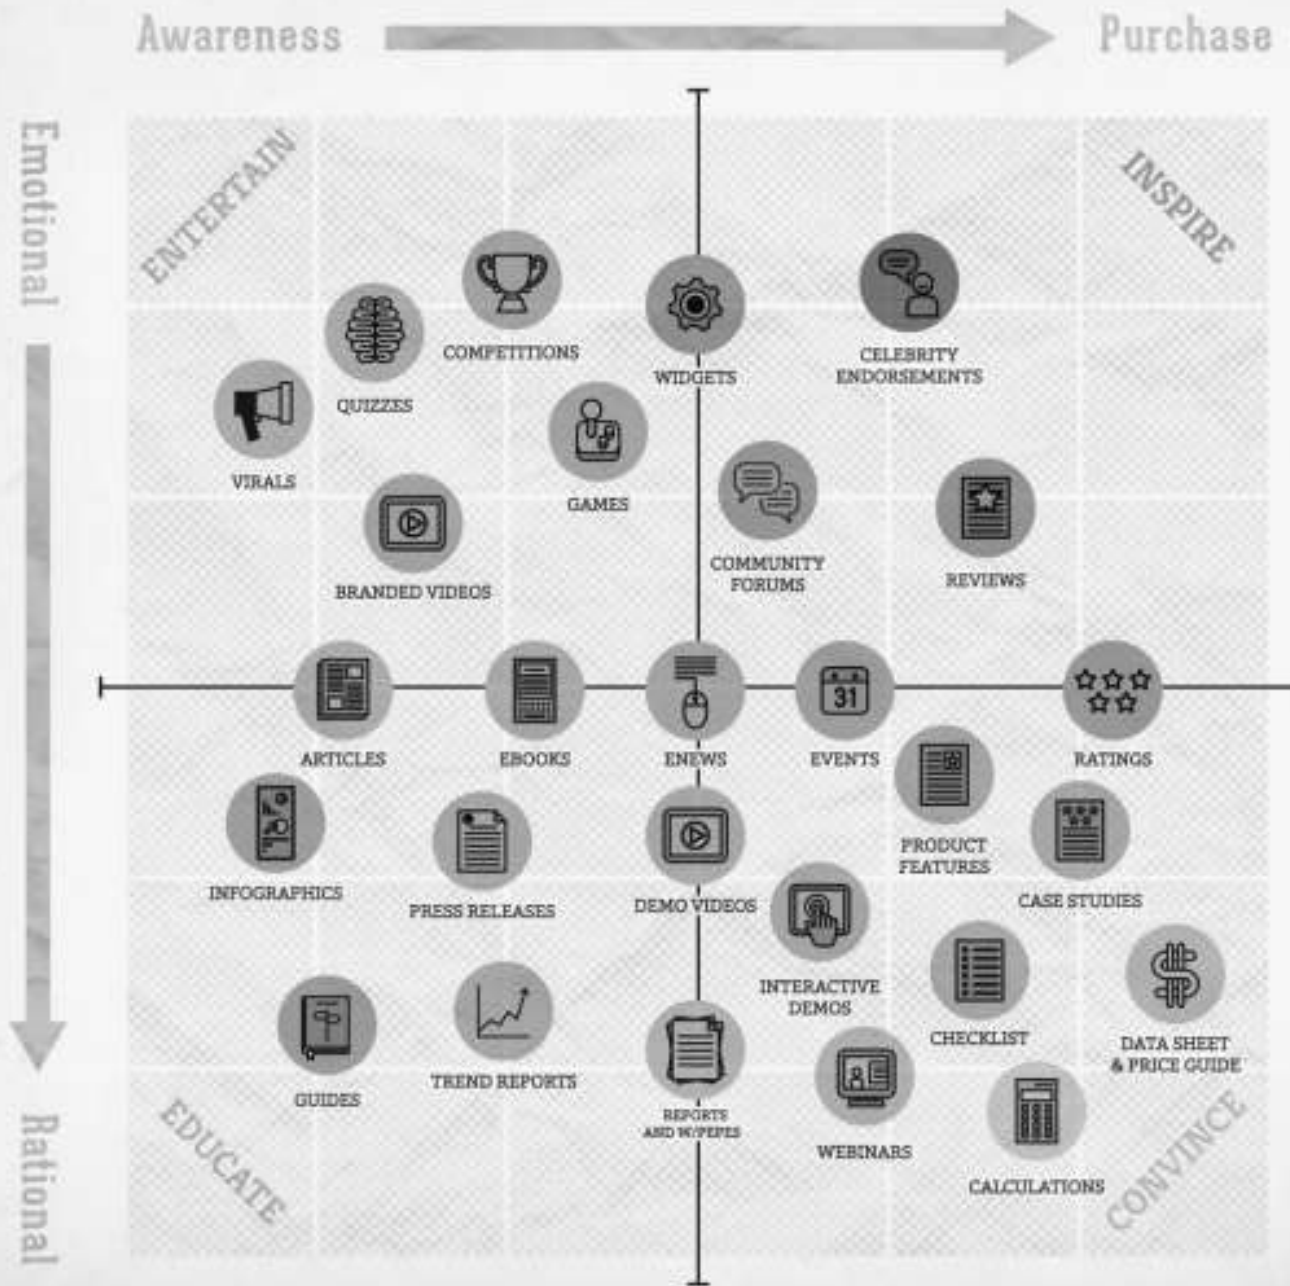 Awareness
Purchase
Emotional
ENTERTAIN
INSPIRE
COMPETITIONS
WIDGETS
CELEBRITY
ENDORSEMENTS
QUIZZES
VIRALS
GAMES
BRANDED VIDEOS
COMMUNITY
FORUMS
REVIEWS
31
ARTICLES
EBOOKS
ENEWS
EVENTS
RATINGS
INFOGRAPHICS
PRESS RELEASES
DEMO VIDEOS
PRODUCT
FEATURES
CASE STUDIES
INTERACTIVE
DEMOS
CHECKLIST
DATA SHEET
& PRICE GUIDE
GUIDES
TREND REPORTS
REPORTS
AND W/PEPES
WEBINARS
CALCULATIONS
Rational
EDUCATE
CONVINCE